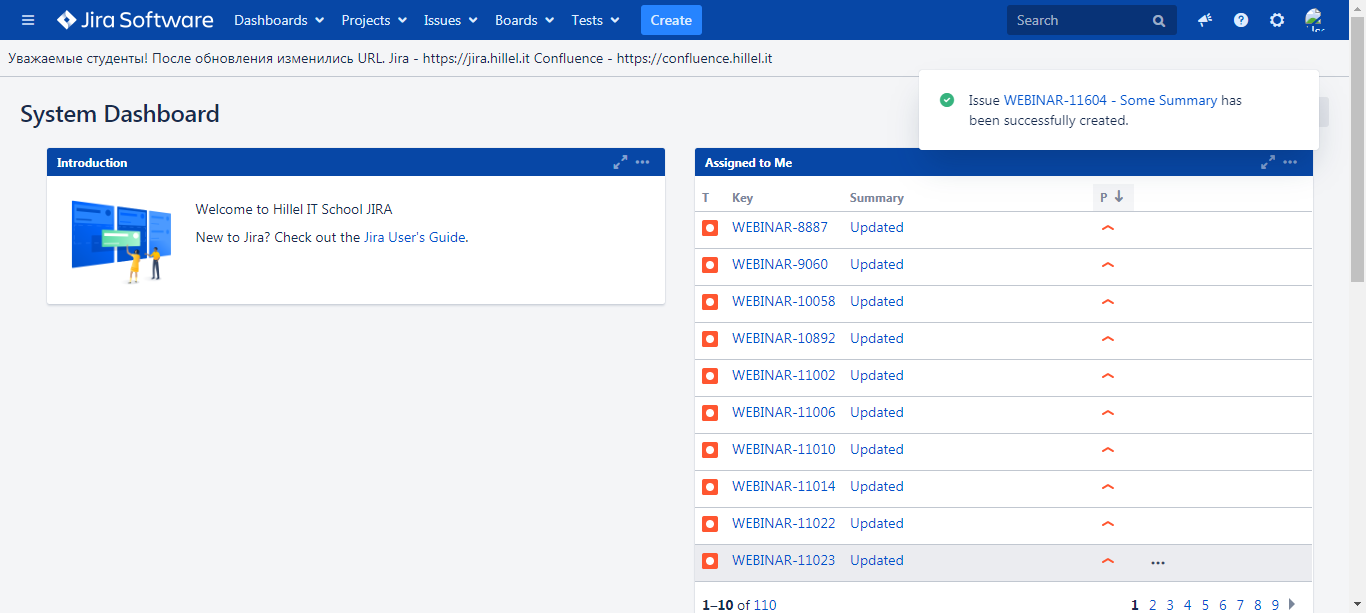 Jira Software Dashboards Projects Issues Boards Tests Create Search
Уважаемые студенты! После обновления изменились URL. Jira - https://jira.hillel.it Confluence - https://confluence.hillel.it
Issue WEBINAR-11604 - Some Summary has
been successfully created.
System Dashboard
Introduction
Welcome to Hillel IT School JIRA
New to Jira? Check out the Jira User's Guide.
Assigned to Me
T Key Summary P
WEBINAR-8887 Updated
WEBINAR-9060 Updated
WEBINAR-10058 Updated
WEBINAR-10892 Updated
WEBINAR-11002 Updated
WEBINAR-11006 Updated
WEBINAR-11010 Updated
WEBINAR-11014 Updated
WEBINAR-11022 Updated
WEBINAR-11023 Updated
1–10 of 110 1 2 3 4 5 6 7 8 9